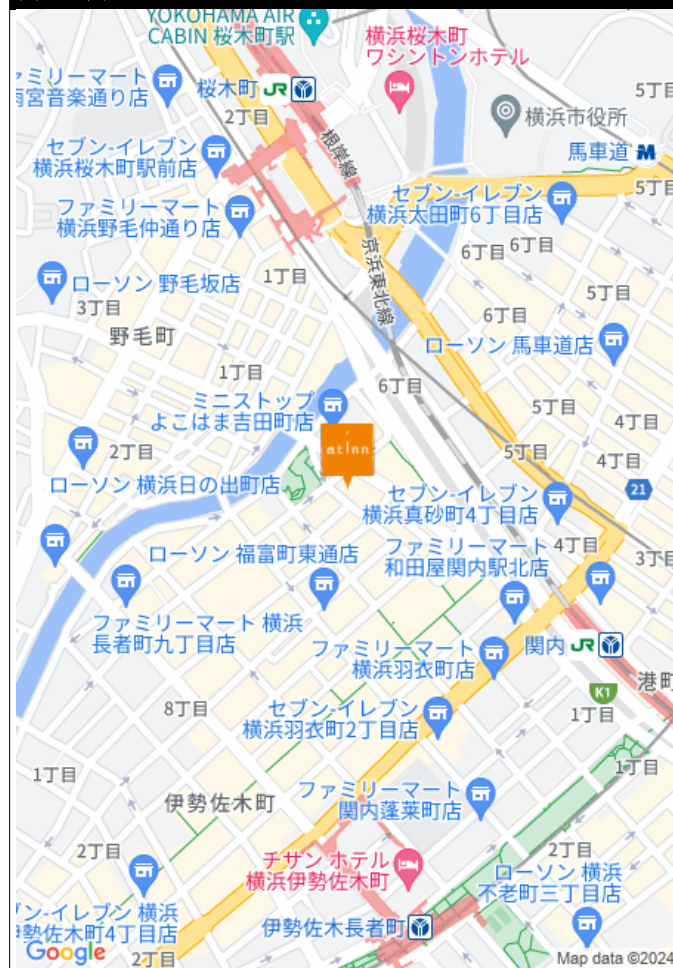 YOKOHAMA AIR
CABIN 桜木町駅
横浜桜木町
ワシントンホテル
ファミリーマート
雨宮音楽通り店
桜木町 JR
2丁目
5丁目
横浜市役所
根岸線
馬車道
セブン-イレブン
横浜桜木町駅前店
5丁目
セブン-イレブン
横浜太田町6丁目店
ファミリーマート
横浜野毛仲通り店
6丁目
6丁目
京浜東北線
1丁目
ローソン 野毛坂店
5丁目
3丁目
6丁目
野毛町
ローソン 馬車道店
1丁目
6丁目
ミニストップ
よこはま吉田町店
5丁目
4丁目
at inn
2丁目
5丁目
4丁目
ローソン 横浜日の出町店
セブン-イレブン
横浜真砂町4丁目店
21
ローソン 福富町東通店
ファミリーマート
和田屋関内駅北店
4丁目
3丁目
ファミリーマート 横浜
長者町九丁目店
ファミリーマート
横浜羽衣町店
関内 JR
港町
K1
8丁目
セブン-イレブン
横浜羽衣町2丁目店
1丁目
1丁目
1丁目
伊勢佐木町
ファミリーマート
関内蓬莱町店
2丁目
チサン ホテル
横浜伊勢佐木町
2丁目
ローソン 横浜
不老町三丁目店
ブン-イレブン 横浜
伊勢佐木町4丁目店
伊勢佐木長者町
Google
2丁目
Map data ©2024